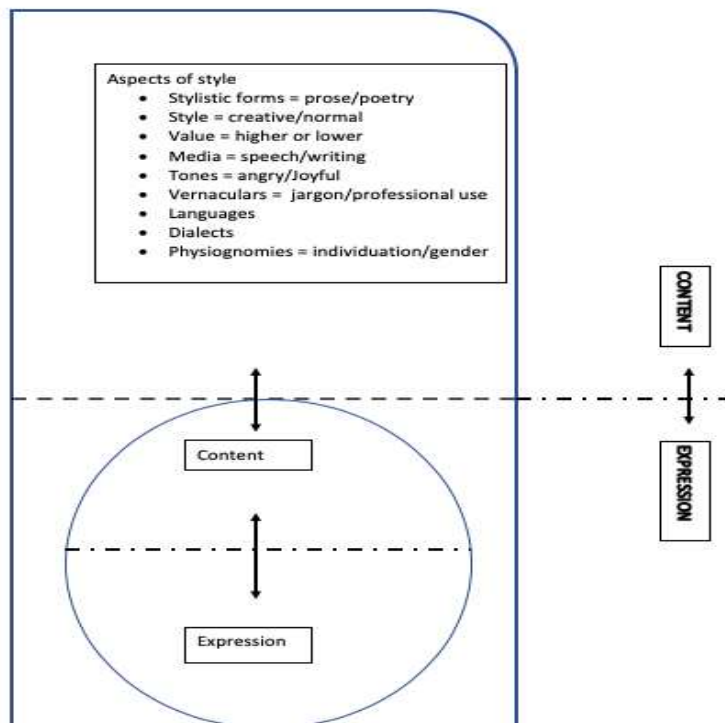 Aspects of style
• Stylistic forms = prose/poetry
• Style = creative/normal
• Value = higher or lower
• Media = speech/writing
• Tones = angry/Joyful
• Vernaculars = jargon/professional use
• Languages
• Dialects
• Physiognomies = individuation/gender
CONTENT
Content
EXPRESSION
Expression